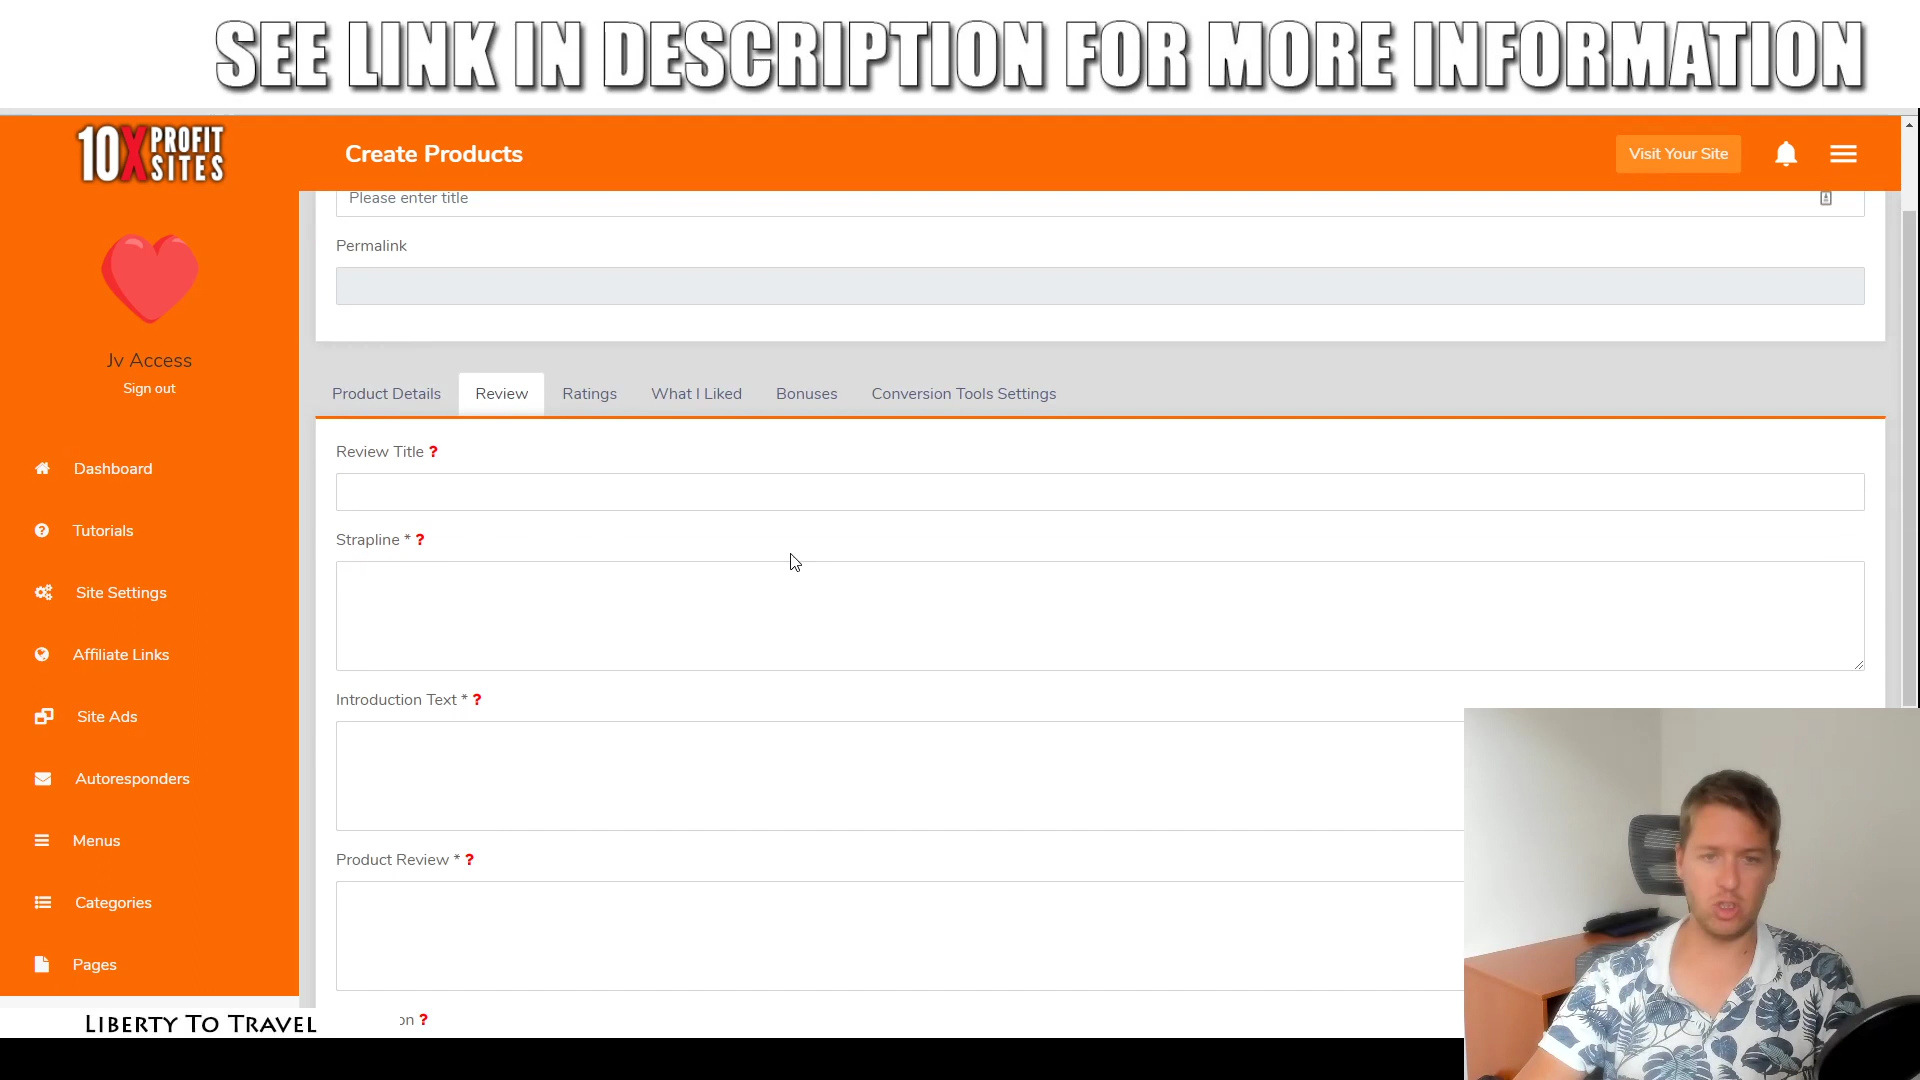 SEE LINK IN DESCRIPTION FOR MORE INFORMATION
10X PROFIT SITES
Create Products
Visit Your Site
Please enter title
Permalink
Jv Access
Sign out
Product Details
Review
Ratings
What I Liked
Bonuses
Conversion Tools Settings
Review Title ?
Dashboard
Tutorials
Strapline * ?
Site Settings
Affiliate Links
Introduction Text * ?
Site Ads
Autoresponders
Menus
Product Review * ?
Categories
Pages
LIBERTY TO TRAVEL
on ?